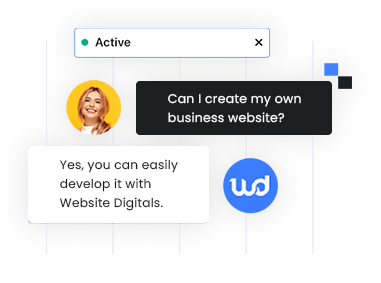 Active
Can I create my own
business website?
Yes, you can easily
develop it with
Website Digitals.
wd